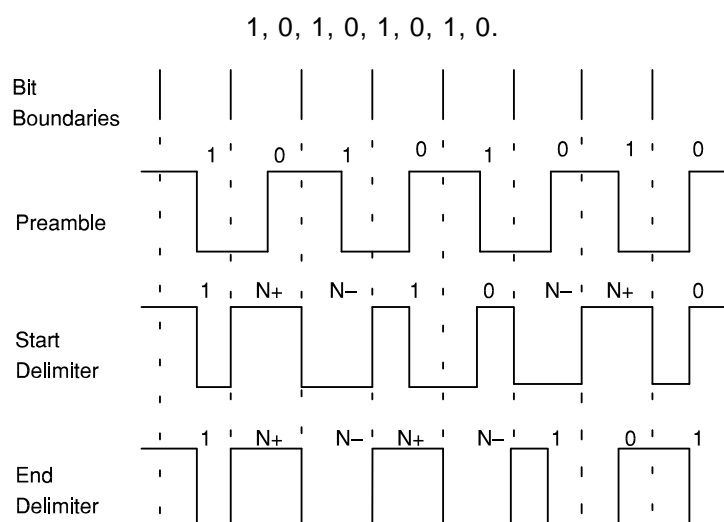 1, 0, 1, 0, 1, 0, 1, 0.
Bit
Boundaries
1 0 1 0 1 0 1 0
Preamble
1 N+ N– 1 0 N– N+ 0
Start
Delimiter
1 N+ N– N+ N– 1 0 1
End
Delimiter